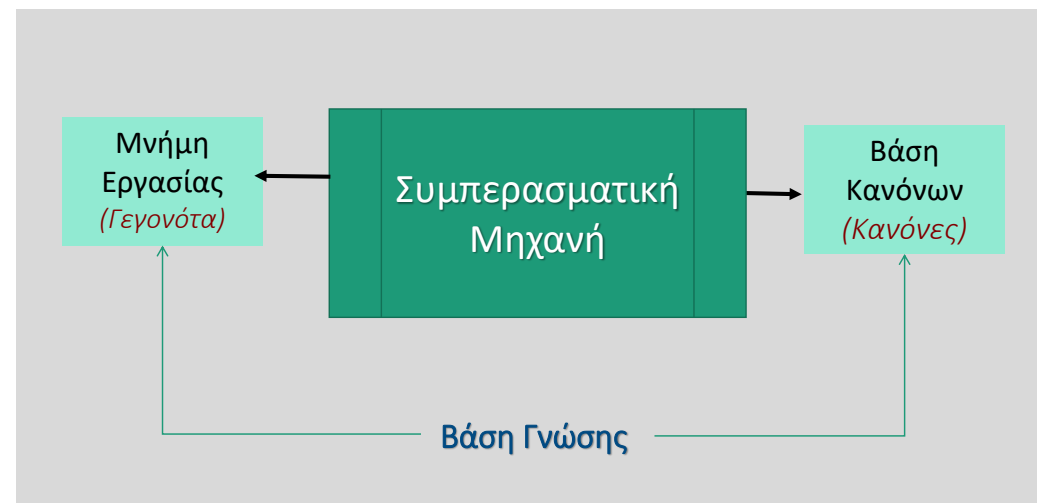 Μνήμη
Εργασίας
(Γεγονότα)
Συμπερασματική
Μηχανή
Βάση
Κανόνων
(Κανόνες)
Βάση Γνώσης